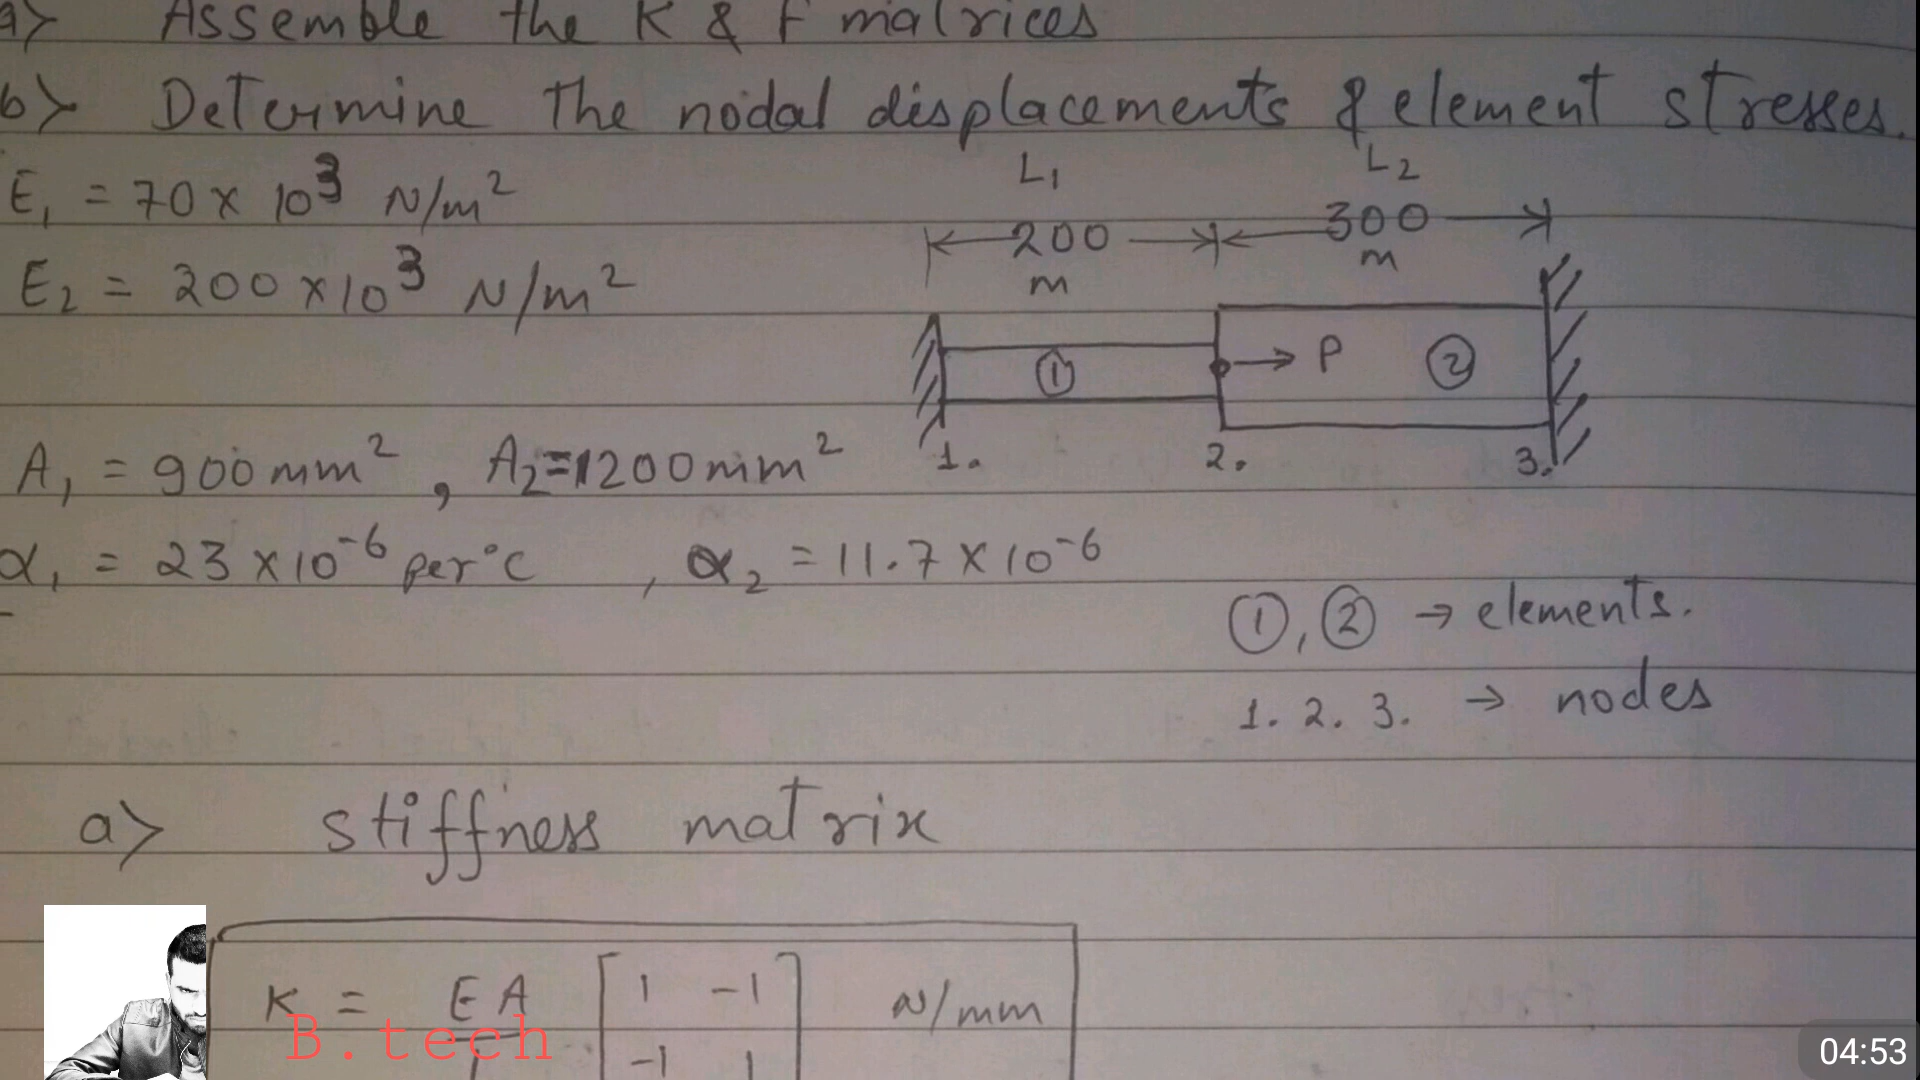 a> Assemble the K & F matrices
b> Determine the nodal displacements & element stresses.
E₁ = 70 x 10³ N/m²
E₂ = 200 x 10³ N/m²
L₁ L₂
200 300
m m
① P ②
1. 2. 3.
A₁ = 900 mm² , A₂ = 1200 mm²
α₁ = 23 x 10⁻⁶ per °C , α₂ = 11.7 x 10⁻⁶
①, ② → elements.
1. 2. 3. → nodes
a> stiffness matrix
K = EA [ 1 -1 N/mm
-1 1 ]
B.tech
04:53